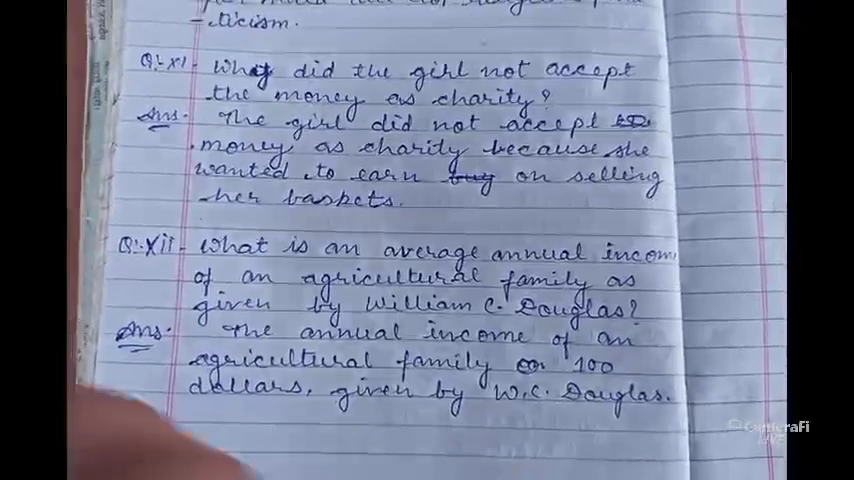 -ticism.
Q:-xi- Why did the girl not accept
the money as charity?
Ans. The girl did not accept
money as charity because she
wanted to earn buy on selling
her baskets.
Q:-xii- What is an average annual incom
of an agricultural family as
given by William C. Douglas?
Ans. The annual income of an
agricultural family 100
dollars, given by W.C. Douglas.
CameraFi
LIVE